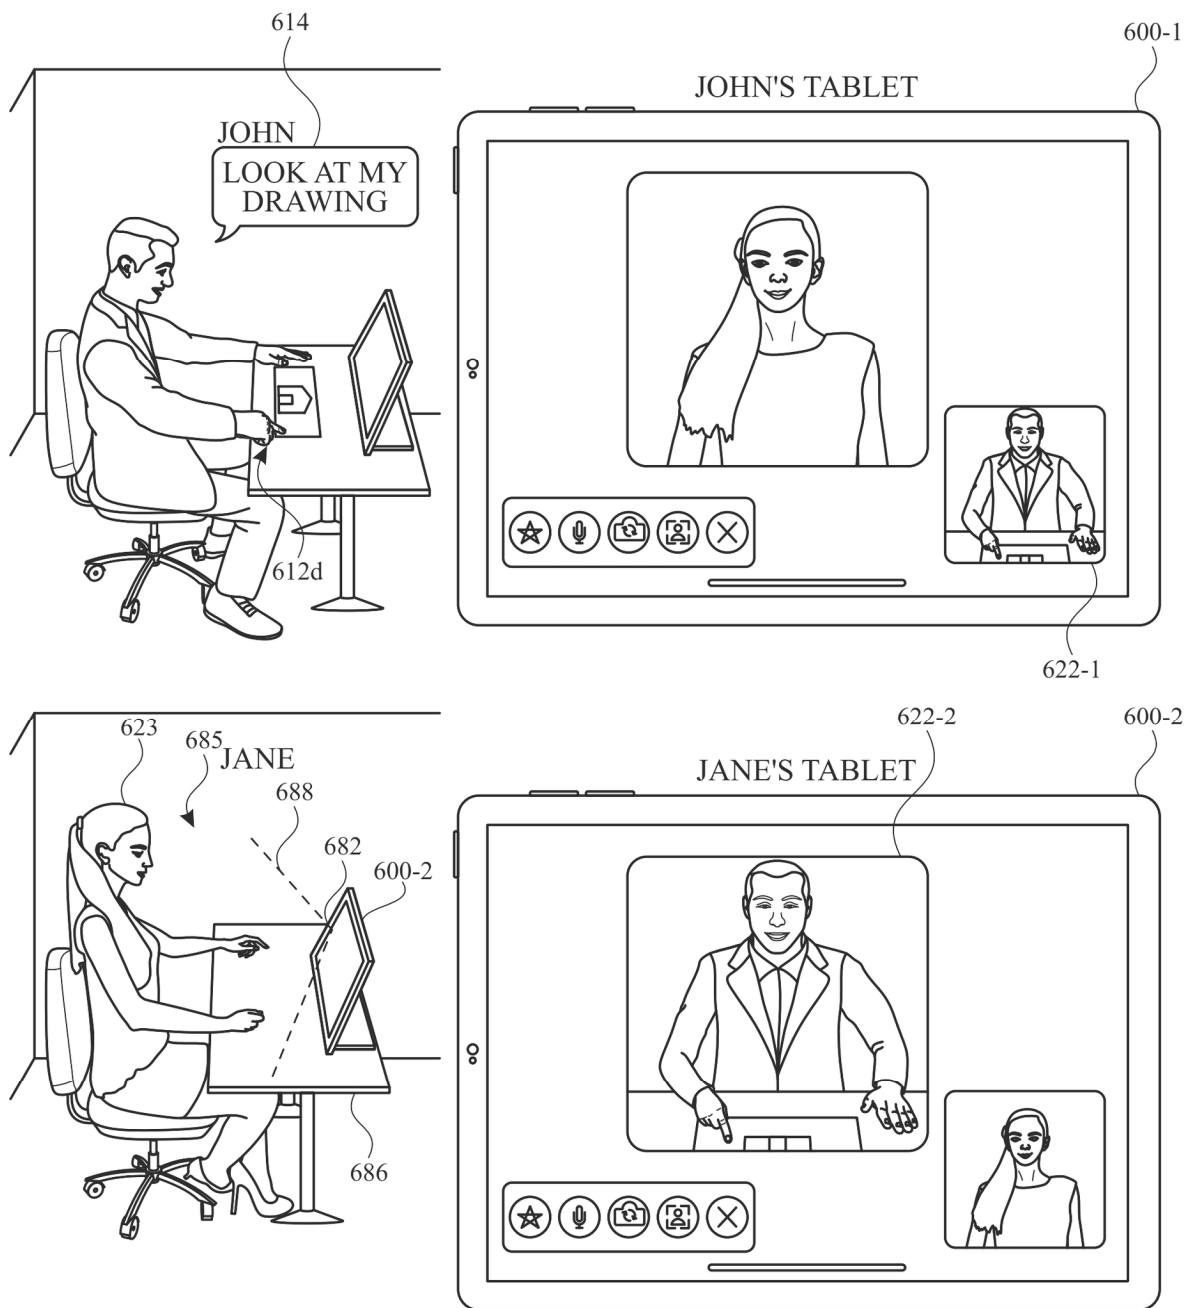 614
600-1
JOHN'S TABLET
JOHN
LOOK AT MY
DRAWING
612d
622-1
623
685
JANE
688
682
600-2
686
622-2
600-2
JANE'S TABLET